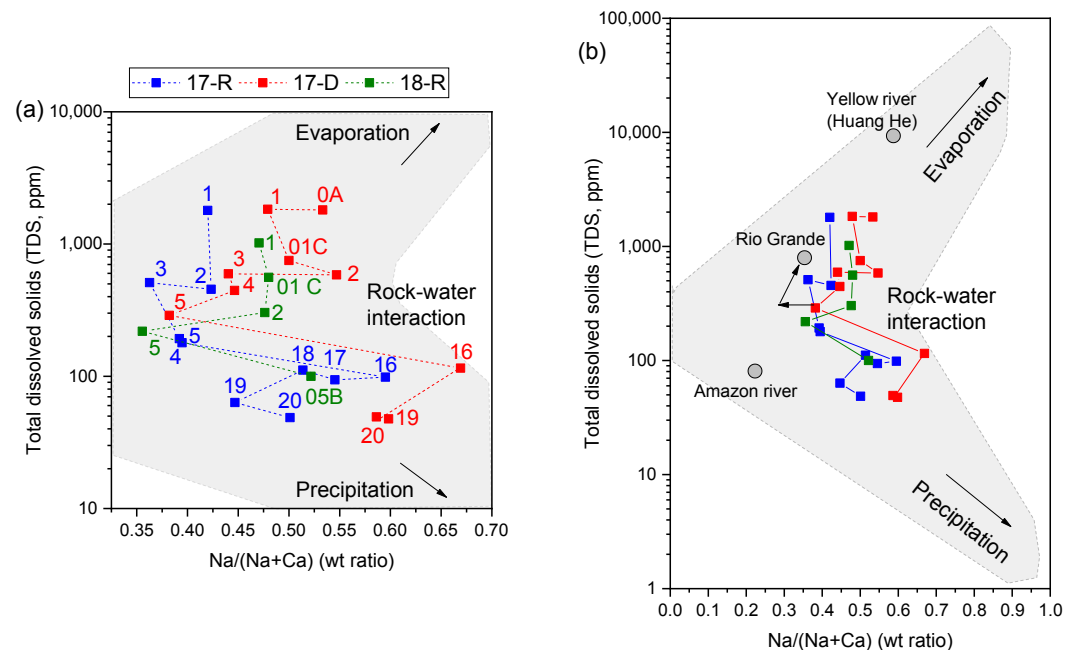 17-R 17-D 18-R
(a)
10,000
1,000
100
10
Total dissolved solids (TDS, ppm)
Evaporation
1
1
0A
01C
1
3
3
2
01 C
2
4
2
Rock-water
interaction
5
5
5
4
16
18
17
16
19
05B
20
19
20
Precipitation
0.35 0.40 0.45 0.50 0.55 0.60 0.65 0.70
Na/(Na+Ca) (wt ratio)
(b)
100,000
10,000
1,000
100
10
1
Total dissolved solids (TDS, ppm)
Yellow river
(Huang He)
Evaporation
Rio Grande
Rock-water
interaction
Amazon river
Precipitation
0.0 0.1 0.2 0.3 0.4 0.5 0.6 0.7 0.8 0.9 1.0
Na/(Na+Ca) (wt ratio)